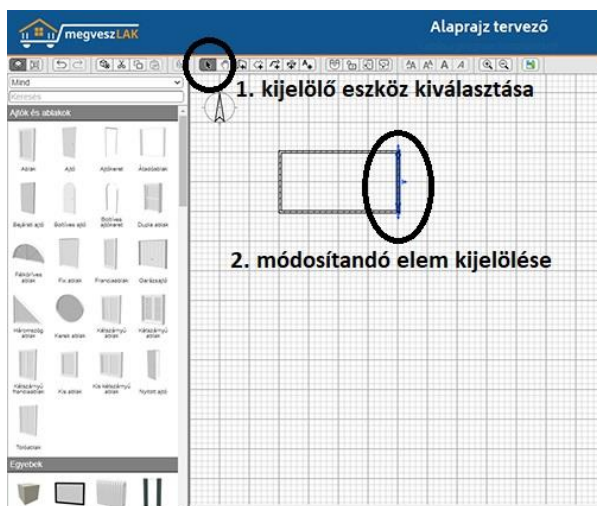 megveszLAK
Alaprajz tervező
Mind
Keresés
1. kijelölő eszköz kiválasztása
Ajtók és ablakok
Ablak
Ajtó
Ajtókeret
Bejárati ajtó
Boltíves ajtó
Boltíves
ajtókeret
Dupla ablak
2. módosítandó elem kijelölése
Félköríves
ablak
Fix ablak
Franciaablak
Garázsajtó
Háromszög
ablak
Kerek ablak
Kétszárnyú
ablak
Kétszárnyú
ablak
Kétszárnyú
franciaablak
Kis ablak
Kis kétszárnyú
ablak
Nyitott ajtó
Tolóablak
Egyebek